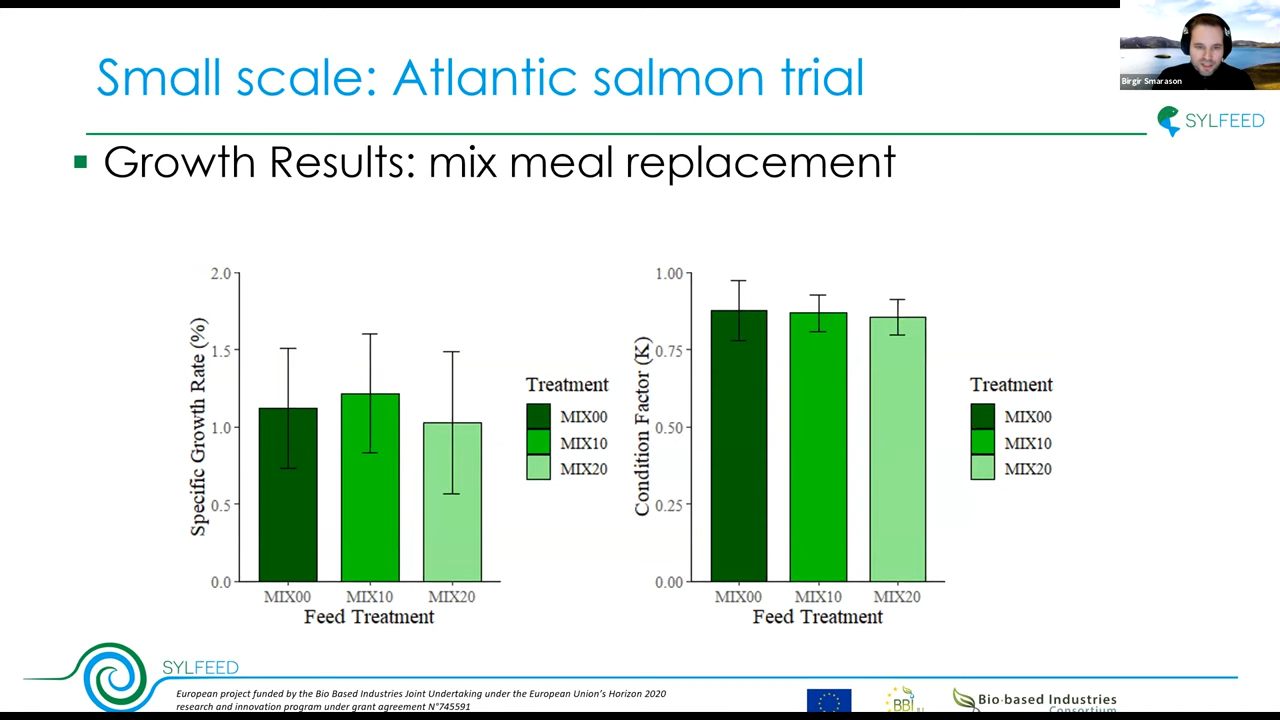 Small scale: Atlantic salmon trial
Birgir Smarason
SYLFEED
Growth Results: mix meal replacement
Specific Growth Rate (%)
2.0
1.5
1.0
0.5
0.0
MIX00 MIX10 MIX20
Feed Treatment
Treatment
MIX00
MIX10
MIX20
Condition Factor (K)
1.00
0.75
0.50
0.25
0.00
MIX00 MIX10 MIX20
Feed Treatment
Treatment
MIX00
MIX10
MIX20
SYLFEED
European project funded by the Bio Based Industries Joint Undertaking under the European Union's Horizon 2020
research and innovation program under grant agreement N°745591
BBI
Bio-based Industries
Consortium